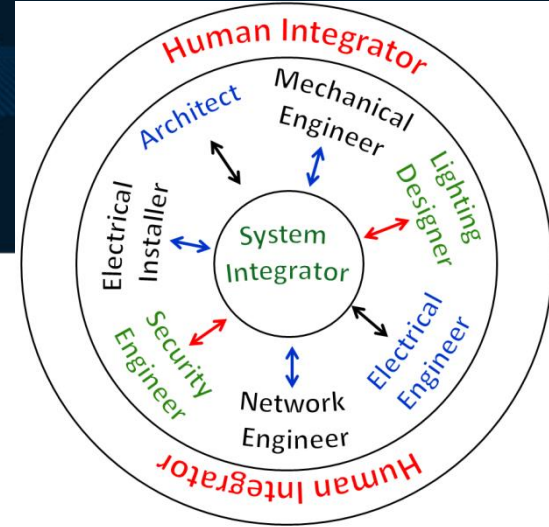 Human Integrator
Architect
Mechanical
Engineer
Lighting
Designer
Electrical
Installer
System
Integrator
Security
Engineer
Network
Engineer
Electrical
Engineer
Human Integrator